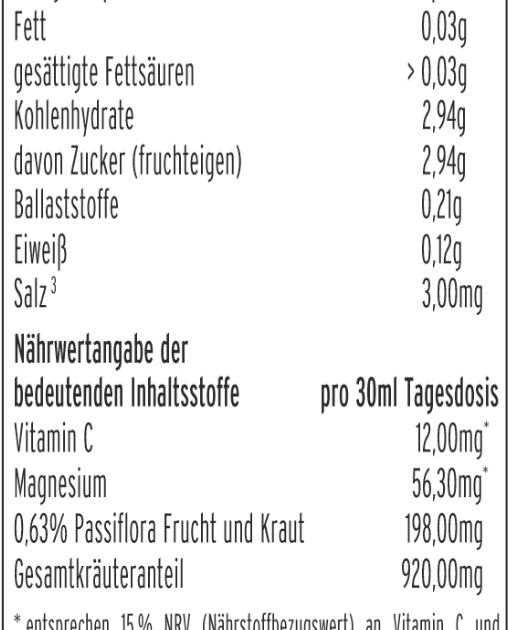 Fett 0,03g
gesättigte Fettsäuren > 0,03g
Kohlenhydrate 2,94g
davon Zucker (fruchteigen) 2,94g
Ballaststoffe 0,21g
Eiweiß 0,12g
Salz ³ 3,00mg
Nährwertangabe der
bedeutenden Inhaltsstoffe pro 30ml Tagesdosis
Vitamin C 12,00mg*
Magnesium 56,30mg*
0,63% Passiflora Frucht und Kraut 198,00mg
Gesamtkräuteranteil 920,00mg
* entsprechen 15 % NRV (Nährstoffbezugswert) an Vitamin C und